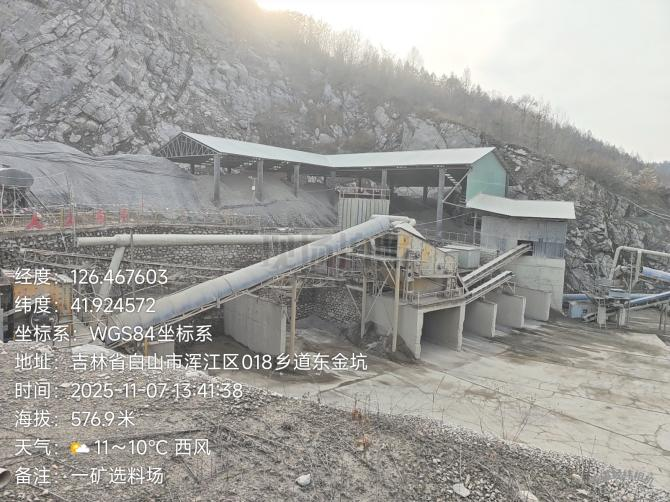 经度：126.467603
纬度：41.924572
坐标系：WGS84坐标系
地址：吉林省白山市浑江区018乡道东金坑
时间：2025-11-07 13:41:38
海拔：576.9米
天气：11~10℃ 西风
备注：一矿选料场